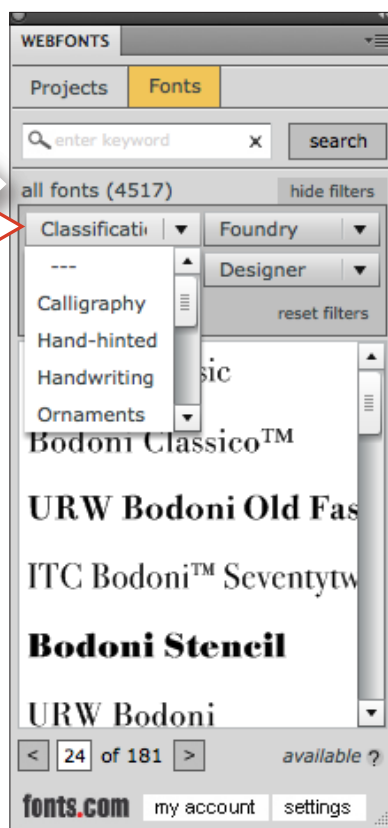 WEBFONTS
Projects Fonts
enter keyword x search
all fonts (4517) hide filters
Classificati Foundry
--- Designer
Calligraphy reset filters
Hand-hinted
Handwriting sic
Ornaments
Bodoni Classico™
URW Bodoni Old Fas
ITC Bodoni™ Seventytw
Bodoni Stencil
URW Bodoni
< 24 of 181 > available ?
fonts.com my account settings